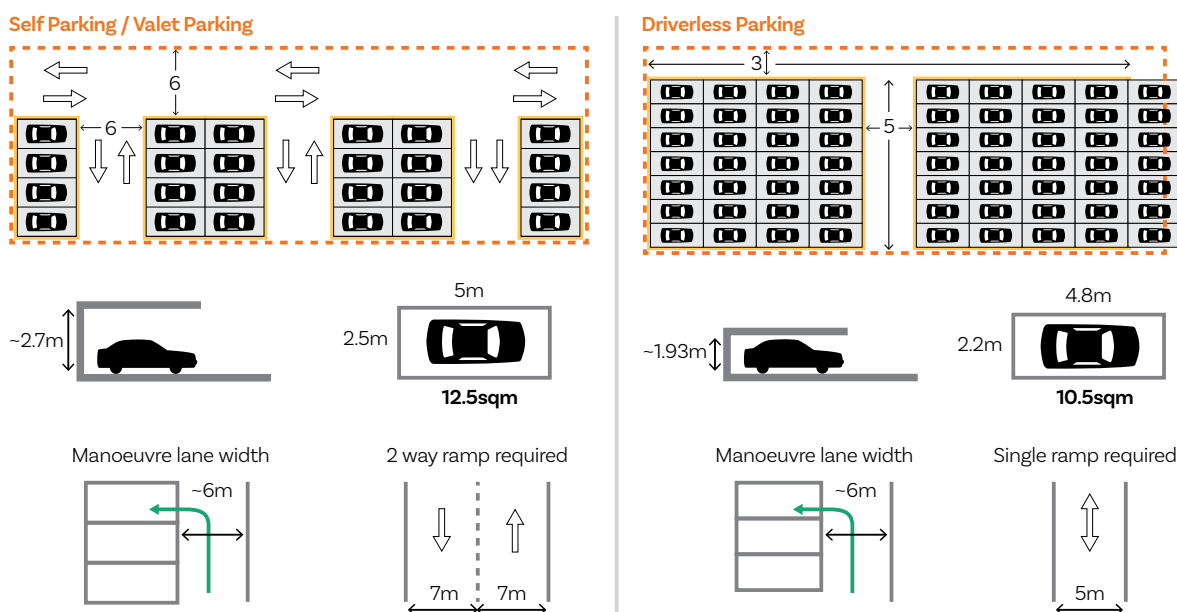 Self Parking / Valet Parking
6
6
~2.7m
5m
2.5m
12.5sqm
Manoeuvre lane width
~6m
2 way ramp required
7m
7m
Driverless Parking
3
5
~1.93m
4.8m
2.2m
10.5sqm
Manoeuvre lane width
~6m
Single ramp required
5m